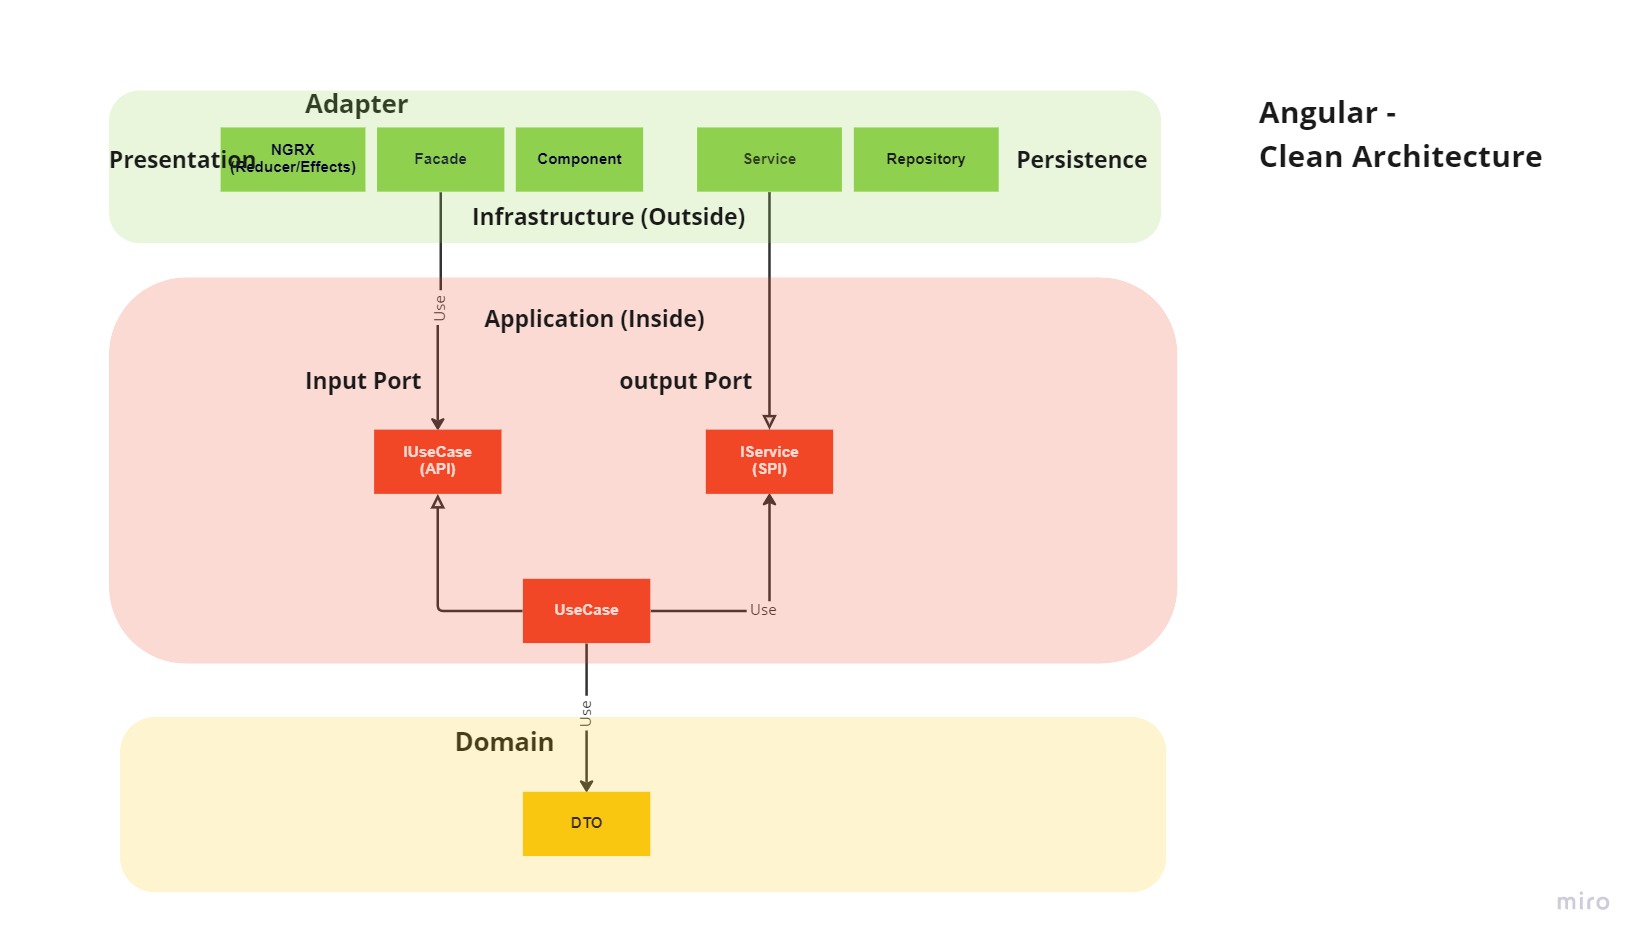 Adapter
Angular -
Clean Architecture
Presentation
NGRX
(Reducer/Effects)
Facade
Component
Service
Repository
Persistence
Infrastructure (Outside)
Use
Application (Inside)
Input Port
output Port
IUseCase
(API)
IService
(SPI)
UseCase
Use
Use
Domain
DTO
miro